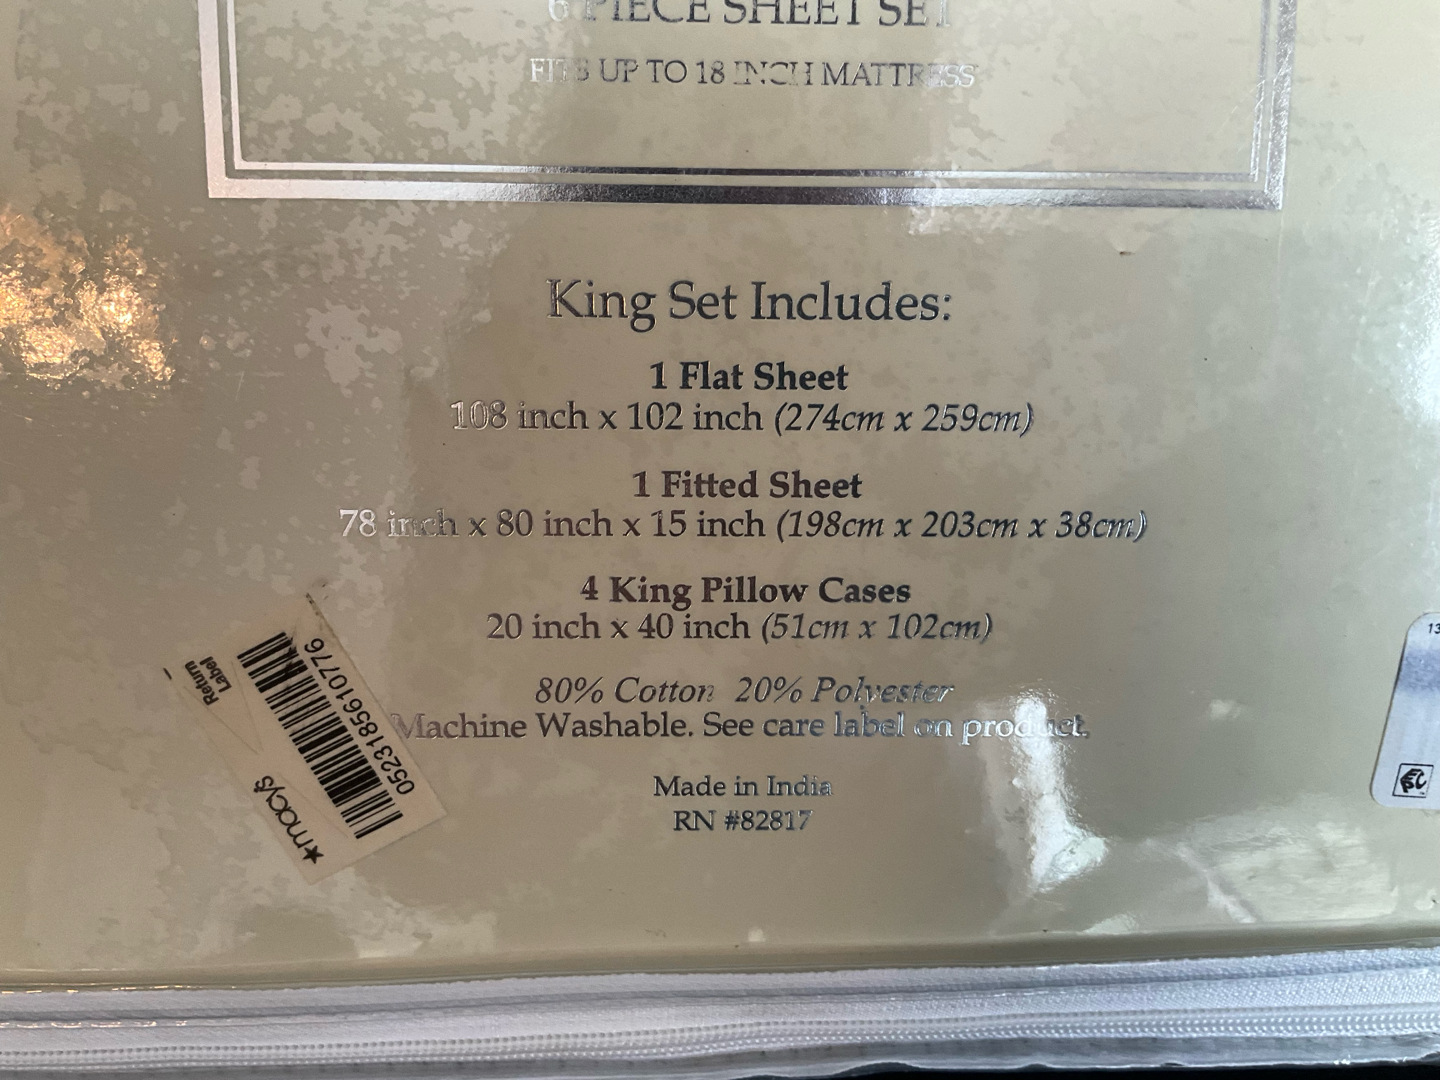 6 PIECE SHEET SET
FITS UP TO 18 INCH MATTRESS
King Set Includes:
1 Flat Sheet
108 inch x 102 inch (274cm x 259cm)
1 Fitted Sheet
78 inch x 80 inch x 15 inch (198cm x 203cm x 38cm)
4 King Pillow Cases
20 inch x 40 inch (51cm x 102cm)
80% Cotton 20% Polyester
Machine Washable. See care label on product.
Made in India
RN #82817
Return
Label
0523185610776
★macy's
13